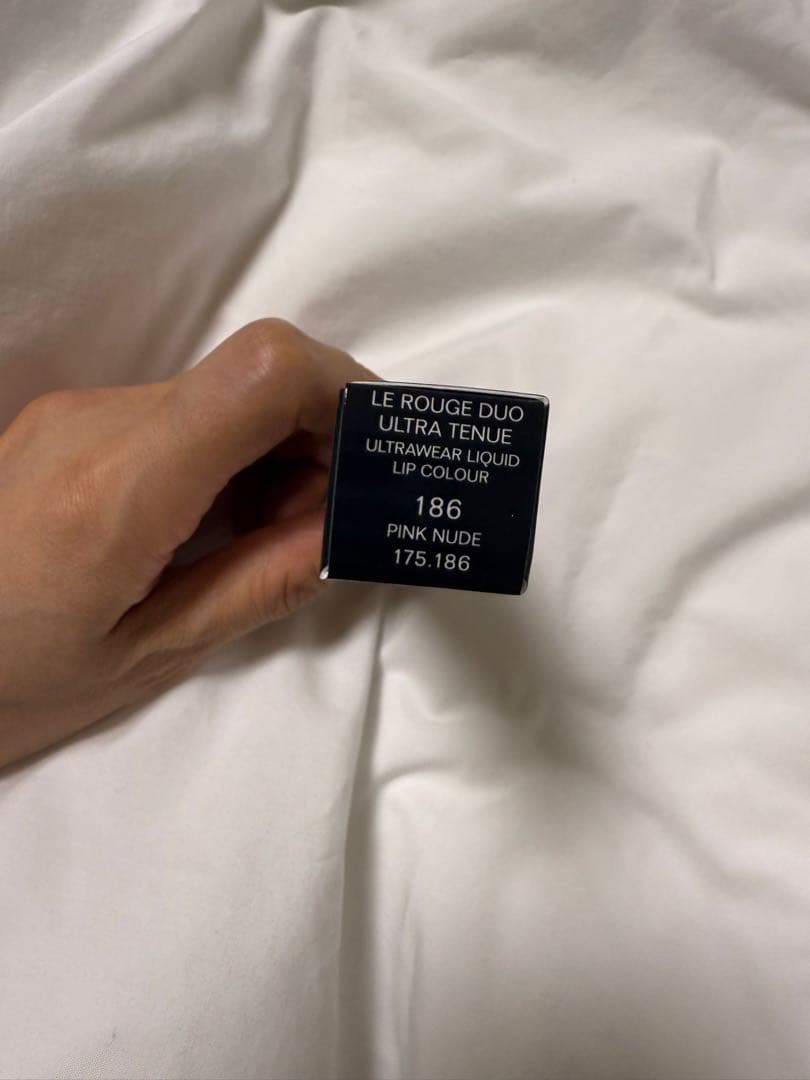 LE ROUGE DUO
ULTRA TENUE
ULTRAWEAR LIQUID
LIP COLOUR
186
PINK NUDE
175.186